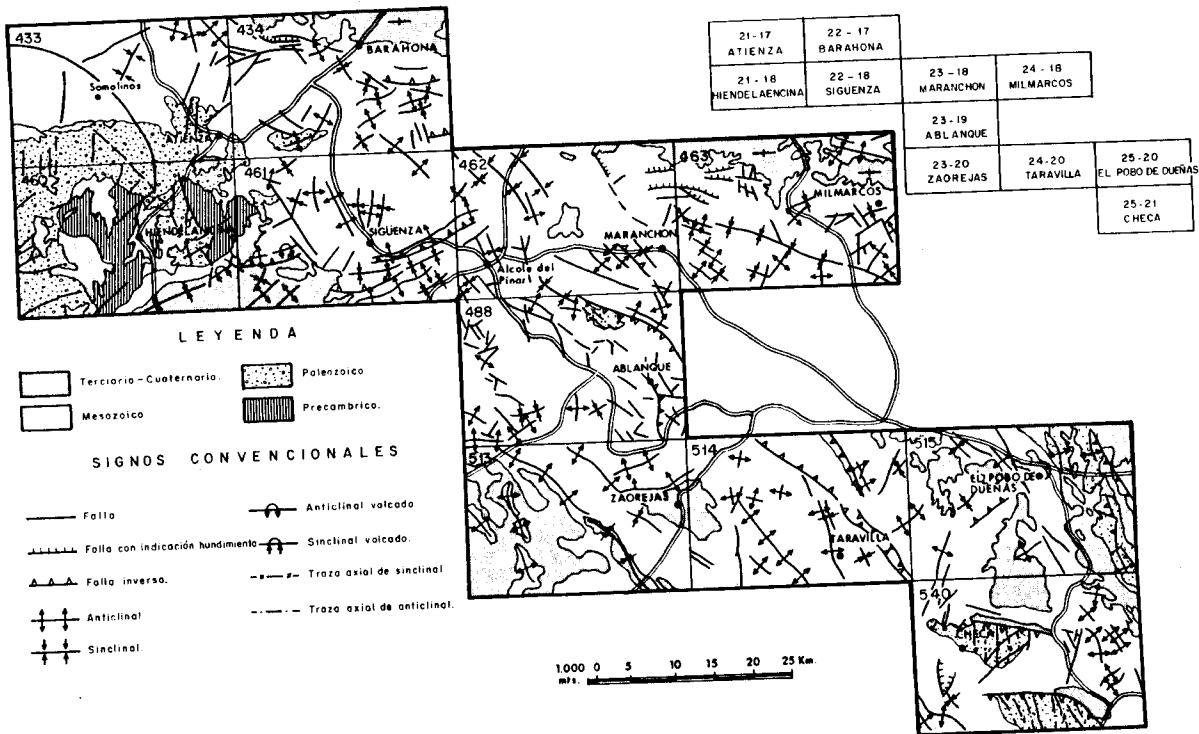 433
434
BARAHONA
Somolinos
ATIENZA
460
461
HIENDELAENCINA
SIGÜENZA
462
463
MILMARCOS
MARANCHON
Alcole del
Pinar
488
ABLANQUE
513
514
515
ZAOREJAS
TARAVILLA
EL POBO DE
DUEÑAS
540
CHECA
21-17
ATIENZA
22-17
BARAHONA
21-18
HIENDELAENCINA
22-18
SIGUENZA
23-18
MARANCHON
24-18
MILMARCOS
23-19
ABLANQUE
23-20
ZAOREJAS
24-20
TARAVILLA
25-20
EL POBO DE DUEÑAS
25-21
CHECA
LEYENDA
Terciario-Cuaternario.
Paleozoico
Mesozoico
Precambrico.
SIGNOS CONVENCIONALES
Falla
Anticlinal volcado
Falla con indicación hundimiento
Sinclinal volcado.
Falla inversa.
Traza axial de sinclinal
Anticlinal
Traza axial de anticlinal.
Sinclinal.
1.000 0 5 10 15 20 25 Km.
mts.